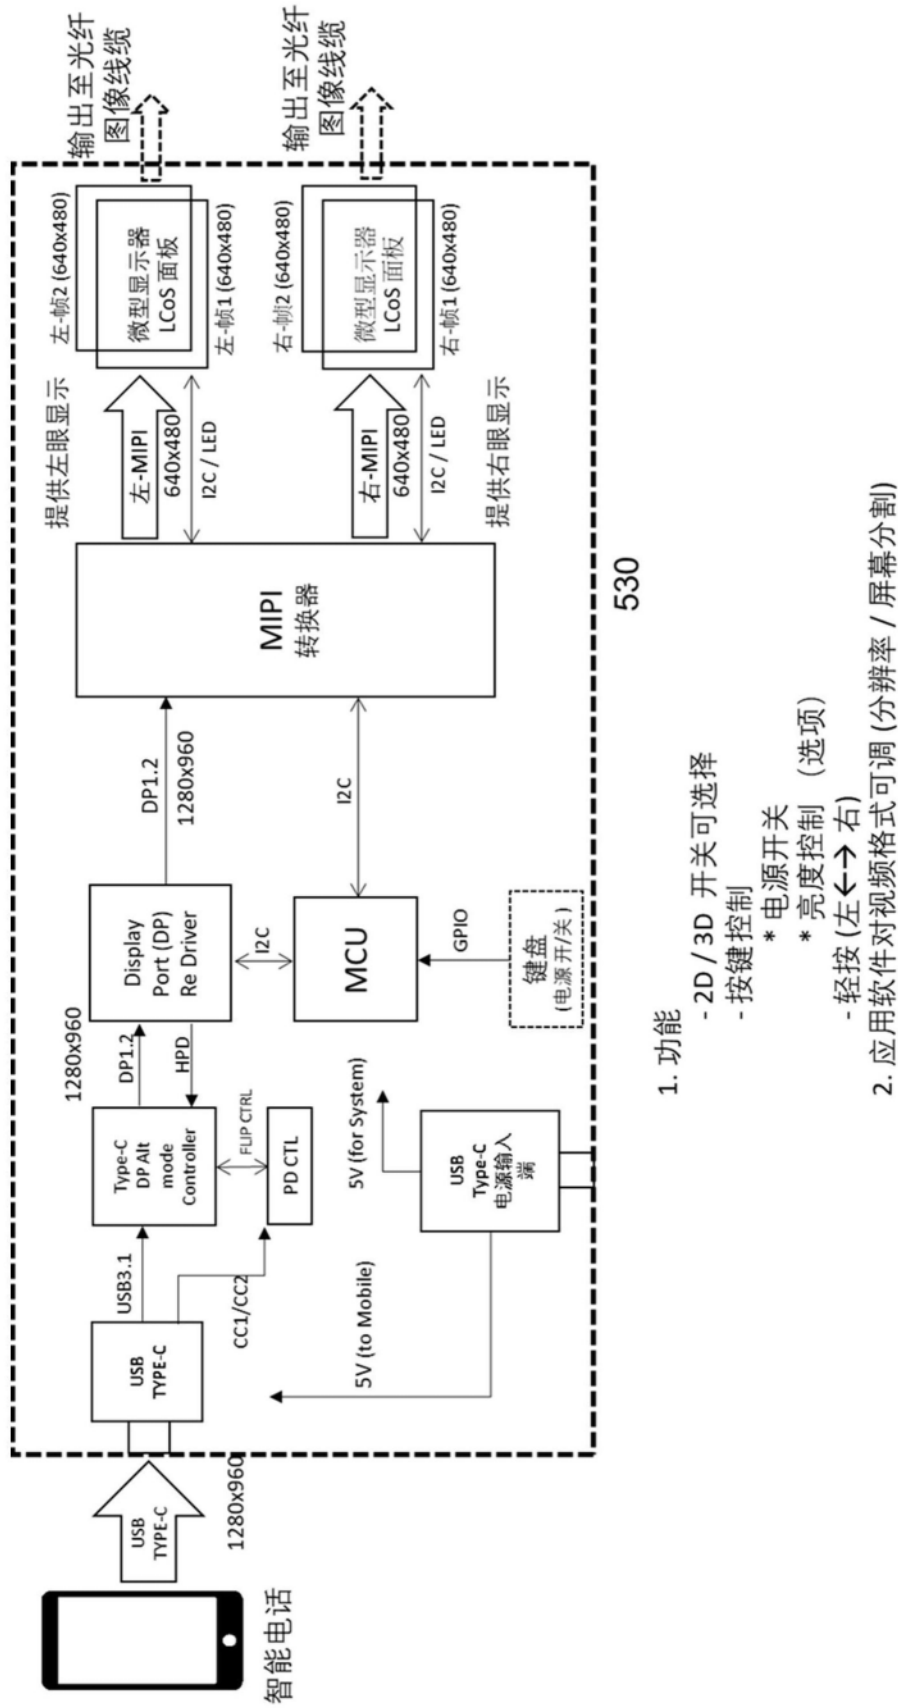 智能电话
USB
TYPE-C
1280x960
USB
TYPE-C
USB3.1
CC1/CC2
Type-C
DP Alt
mode
Controller
FLIP CTRL
PD CTL
1280x960
DP1.2
HPD
Display
Port (DP)
Re Driver
I2C
MCU
GPIO
键盘
(电源 开/关)
5V (to Mobile)
5V (for System)
USB
Type-C
电源输入
端
DP1.2
1280x960
I2C
MIPI
转换器
提供左眼显示
左-MIPI
640x480
I2C / LED
左-帧2 (640x480)
微型显示器
LCoS 面板
左-帧1 (640x480)
输出至光纤
图像线缆
右-MIPI
640x480
I2C / LED
提供右眼显示
右-帧2 (640x480)
微型显示器
LCoS 面板
右-帧1 (640x480)
输出至光纤
图像线缆
530
1. 功能
- 2D / 3D 开关可选择
- 按键控制
* 电源开关
* 亮度控制 （选项）
- 轻按 (左←→ 右)
2. 应用软件对视频格式可调 (分辨率 / 屏幕分割)